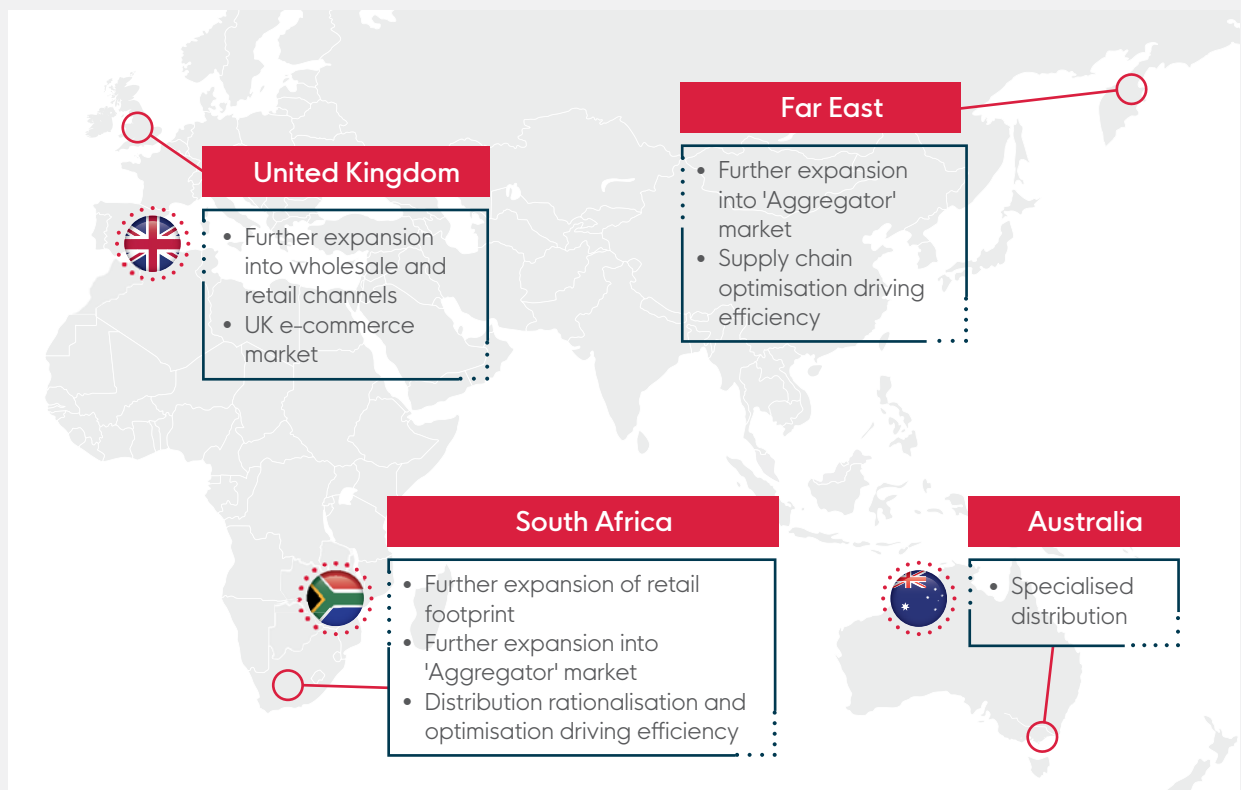 United Kingdom
• Further expansion
into wholesale and
retail channels
• UK e-commerce
market
Far East
• Further expansion
into 'Aggregator'
market
• Supply chain
optimisation driving
efficiency
South Africa
• Further expansion of retail
footprint
• Further expansion into
'Aggregator' market
• Distribution rationalisation and
optimisation driving efficiency
Australia
• Specialised
distribution